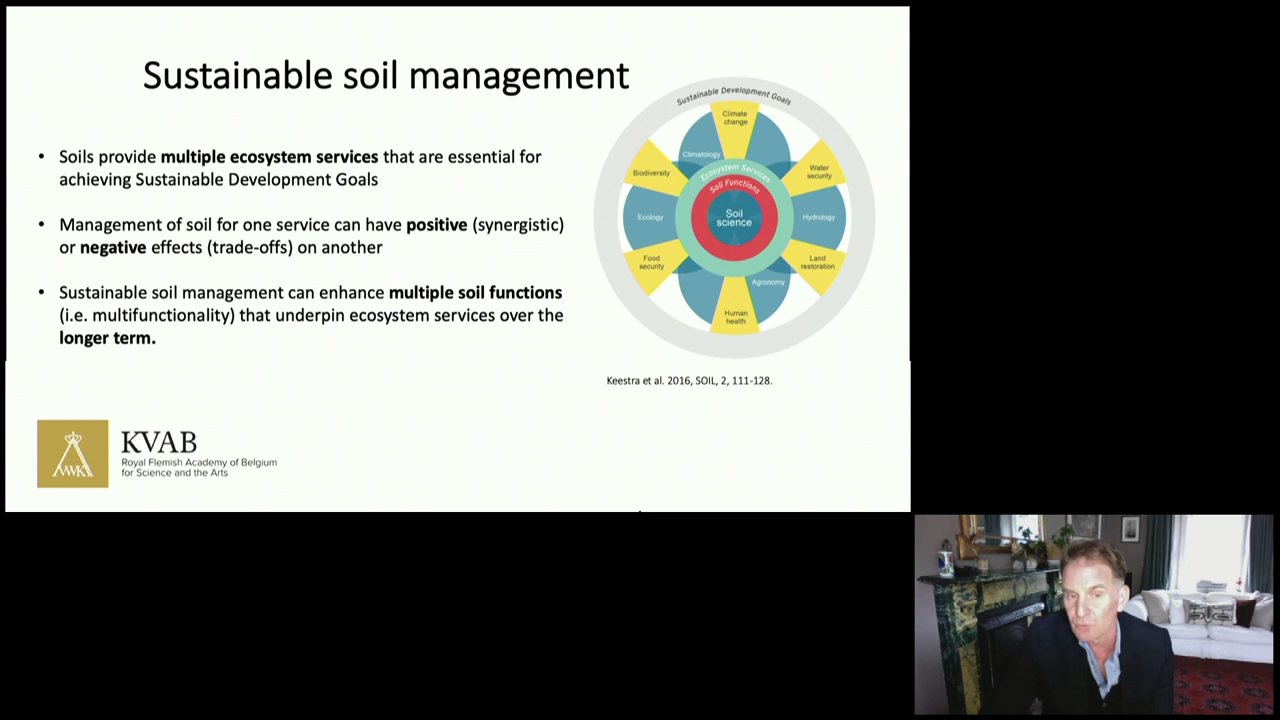 Sustainable soil management
• Soils provide multiple ecosystem services that are essential for
achieving Sustainable Development Goals
• Management of soil for one service can have positive (synergistic)
or negative effects (trade-offs) on another
• Sustainable soil management can enhance multiple soil functions
(i.e. multifunctionality) that underpin ecosystem services over the
longer term.
Sustainable Development Goals
Climate
change
Climatology
Biodiversity
Water
security
Ecosystem Services
Soil Functions
Soil
science
Ecology
Hydrology
Food
security
Land
restoration
Agronomy
Human
health
Keestra et al. 2016, SOIL, 2, 111-128.
KVAB
Royal Flemish Academy of Belgium
for Science and the Arts